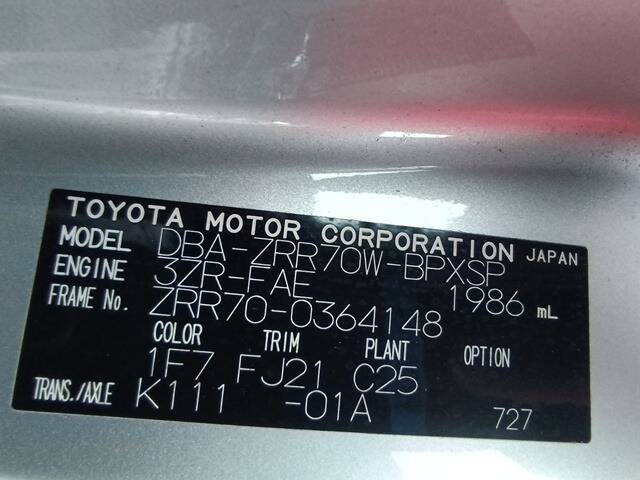 TOYOTA MOTOR CORPORATION JAPAN
MODEL DBA-ZRR70W-BPXSP
ENGINE 3ZR-FAE 1986 mL
FRAME No. ZRR70-0364148
COLOR TRIM PLANT OPTION
1F7 FJ21 C25
TRANS./AXLE K111 -01A 727